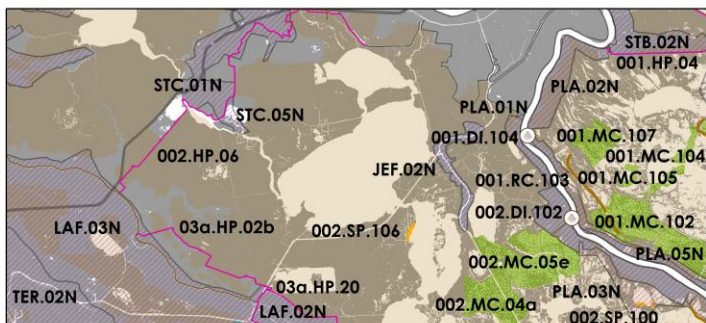 STB.02N
001.HP.04
STC.01N
PLA.02N
STC.05N
PLA.01N
001.DI.104
001.MC.107
002.HP.06
001.MC.104
JEF.02N
001.RC.103
001.MC.105
LAF.03N
03a.HP.02b
002.SP.106
002.DI.102
001.MC.102
002.MC.05e
PLA.05N
TER.02N
03a.HP.20
LAF.02N
002.MC.04a
PLA.03N
002.SP.100